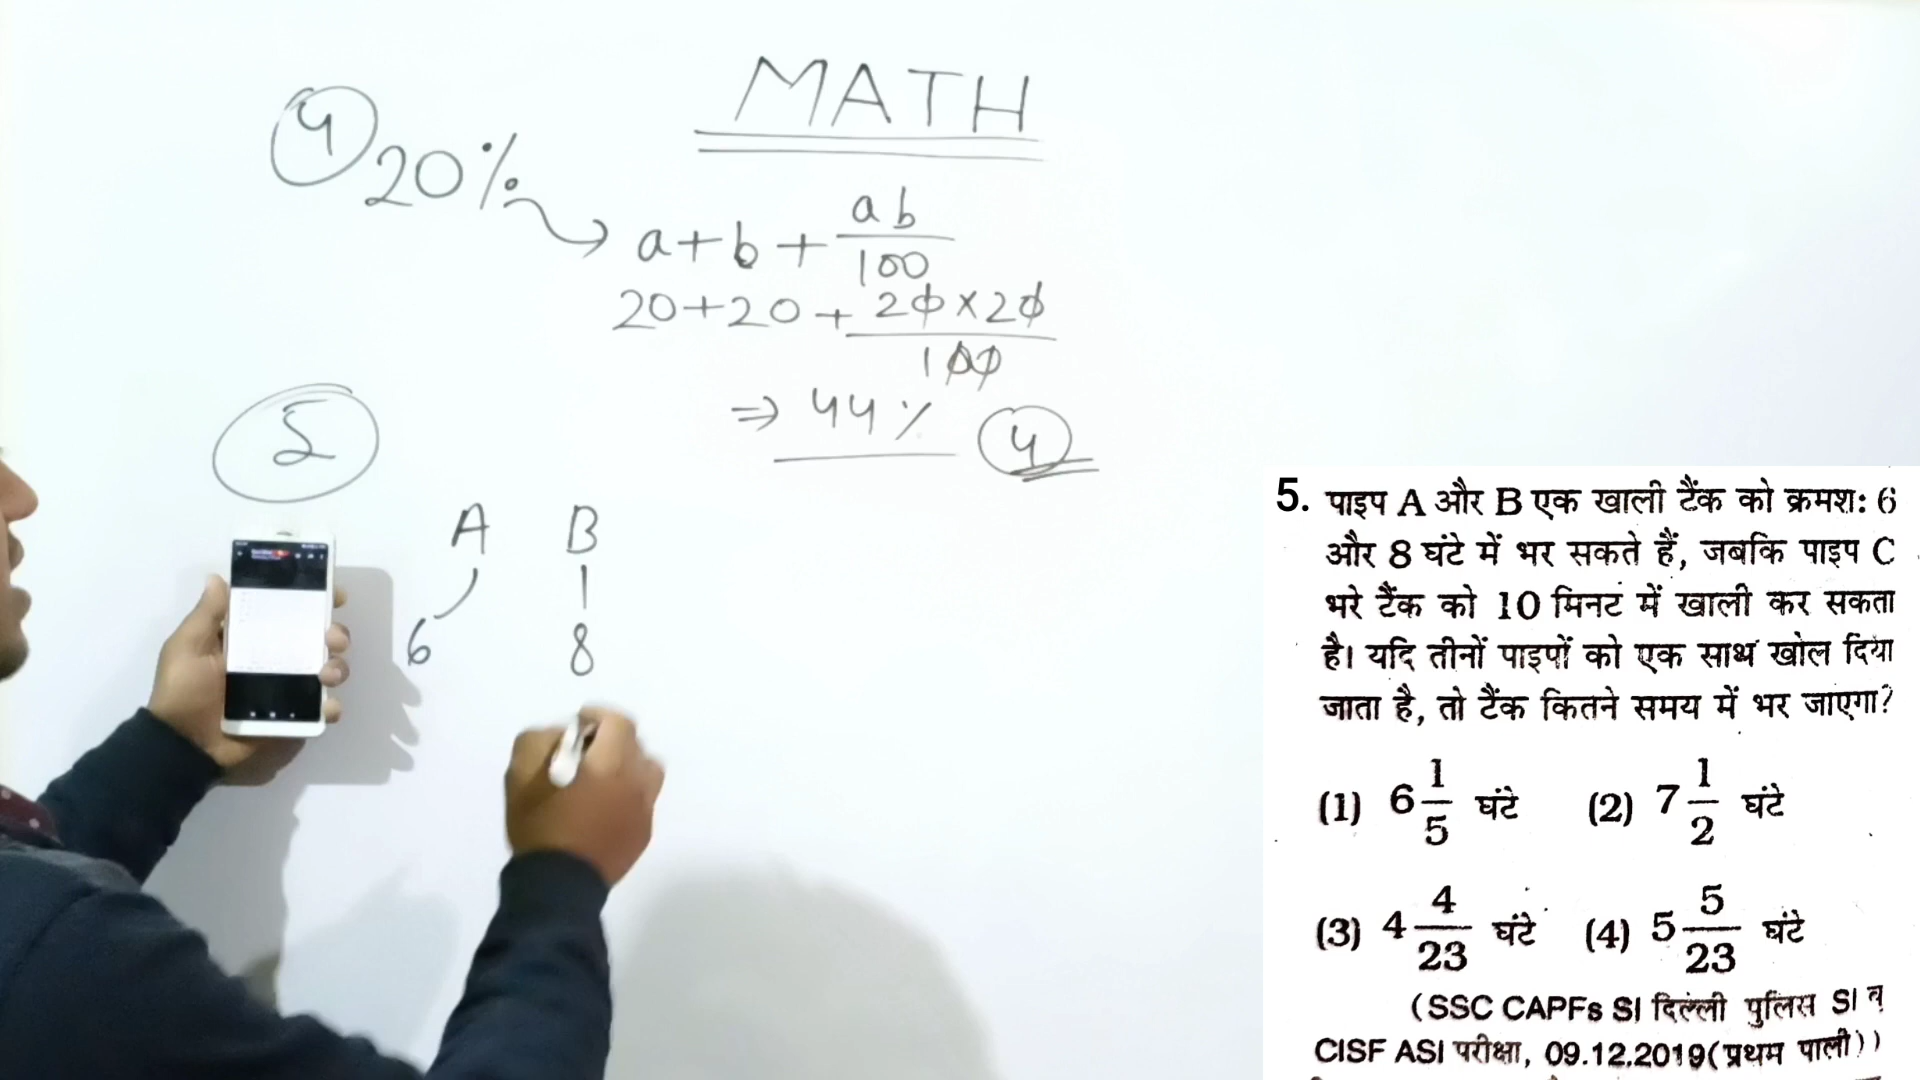 MATH
4
20%
a+b+ab/100
20+20+20×20/100
⇒ 44%
4
5
A B
6 8
5. पाइप A और B एक खाली टैंक को क्रमश: 6
और 8 घंटे में भर सकते हैं, जबकि पाइप C
भरे टैंक को 10 मिनट में खाली कर सकता
है। यदि तीनों पाइपों को एक साथ खोल दिया
जाता है, तो टैंक कितने समय में भर जाएगा?
(1) 6 1/5 घंटे (2) 7 1/2 घंटे
(3) 4 4/23 घंटे (4) 5 5/23 घंटे
(SSC CAPFs SI दिल्ली पुलिस SI व
CISF ASI परीक्षा, 09.12.2019(प्रथम पाली))